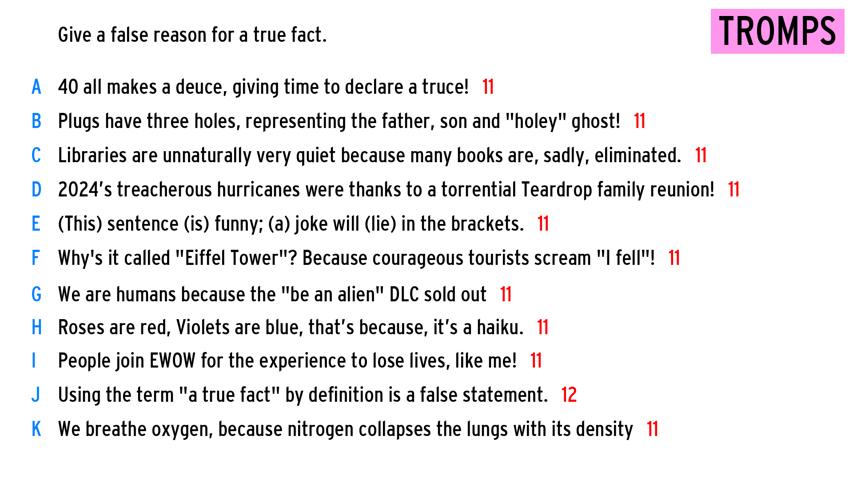 Give a false reason for a true fact.
TROMPS
A 40 all makes a deuce, giving time to declare a truce! 11
B Plugs have three holes, representing the father, son and "holey" ghost! 11
C Libraries are unnaturally very quiet because many books are, sadly, eliminated. 11
D 2024's treacherous hurricanes were thanks to a torrential Teardrop family reunion! 11
E (This) sentence (is) funny; (a) joke will (lie) in the brackets. 11
F Why's it called "Eiffel Tower"? Because courageous tourists scream "I fell"! 11
G We are humans because the "be an alien" DLC sold out 11
H Roses are red, Violets are blue, that's because, it's a haiku. 11
I People join EWOW for the experience to lose lives, like me! 11
J Using the term "a true fact" by definition is a false statement. 12
K We breathe oxygen, because nitrogen collapses the lungs with its density 11